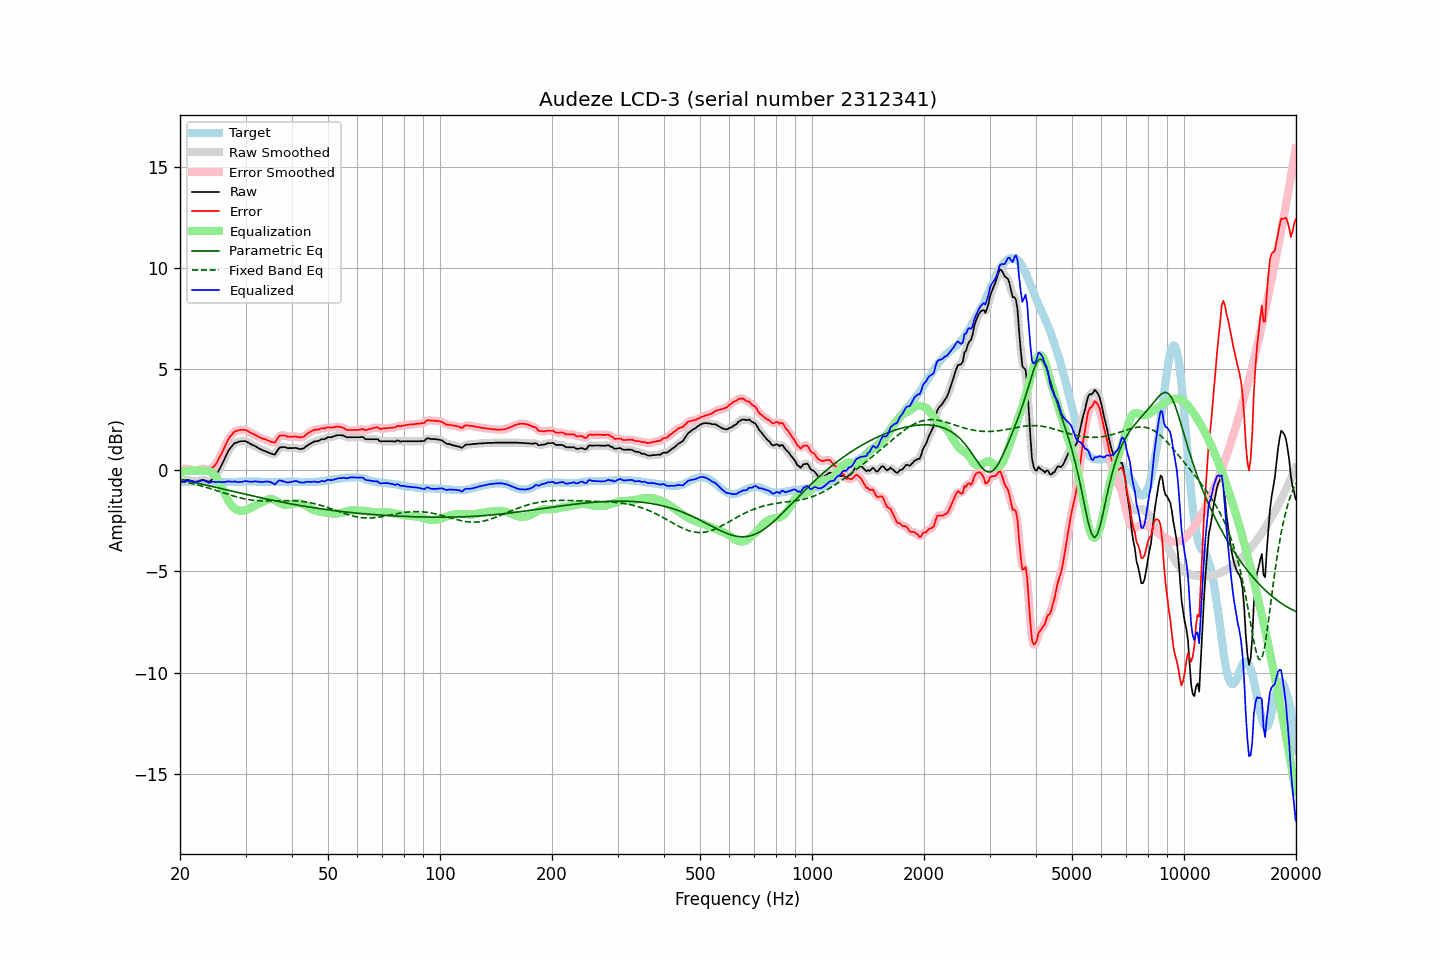 Audeze LCD-3 (serial number 2312341)
Target
Raw Smoothed
Error Smoothed
Raw
Error
Equalization
Parametric Eq
Fixed Band Eq
Equalized
15
10
5
0
−5
−10
−15
Amplitude (dBr)
20 50 100 200 500 1000 2000 5000 10000 20000
Frequency (Hz)